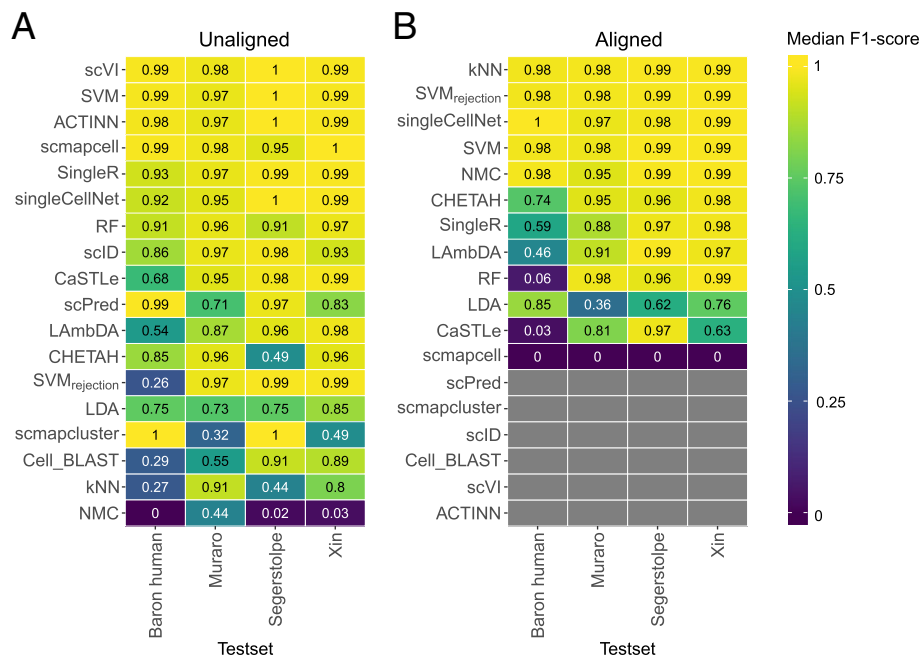 A
B
Unaligned
Aligned
Median F1-score
scVI 0.99 0.98 1 0.99
SVM 0.99 0.97 1 0.99
ACTINN 0.98 0.97 1 0.99
scmapcell 0.99 0.98 0.95 1
SingleR 0.93 0.97 0.99 0.99
singleCellNet 0.92 0.95 1 0.99
RF 0.91 0.96 0.91 0.97
scID 0.86 0.97 0.98 0.93
CaSTLe 0.68 0.95 0.98 0.99
scPred 0.99 0.71 0.97 0.83
LAmbDA 0.54 0.87 0.96 0.98
CHETAH 0.85 0.96 0.49 0.96
SVMrejection 0.26 0.97 0.99 0.99
LDA 0.75 0.73 0.75 0.85
scmapcluster 1 0.32 1 0.49
Cell_BLAST 0.29 0.55 0.91 0.89
kNN 0.27 0.91 0.44 0.8
NMC 0 0.44 0.02 0.03
Baron human
Muraro
Segerstolpe
Xin
Testset
kNN 0.98 0.98 0.99 0.99
SVMrejection 0.98 0.98 0.99 0.99
singleCellNet 1 0.97 0.98 0.99
SVM 0.98 0.98 0.99 0.99
NMC 0.98 0.95 0.99 0.99
CHETAH 0.74 0.95 0.96 0.98
SingleR 0.59 0.88 0.97 0.98
LAmbDA 0.46 0.91 0.99 0.97
RF 0.06 0.98 0.96 0.99
LDA 0.85 0.36 0.62 0.76
CaSTLe 0.03 0.81 0.97 0.63
scmapcell 0 0 0 0
scPred
scmapcluster
scID
Cell_BLAST
scVI
ACTINN
Baron human
Muraro
Segerstolpe
Xin
Testset
1
0.75
0.5
0.25
0